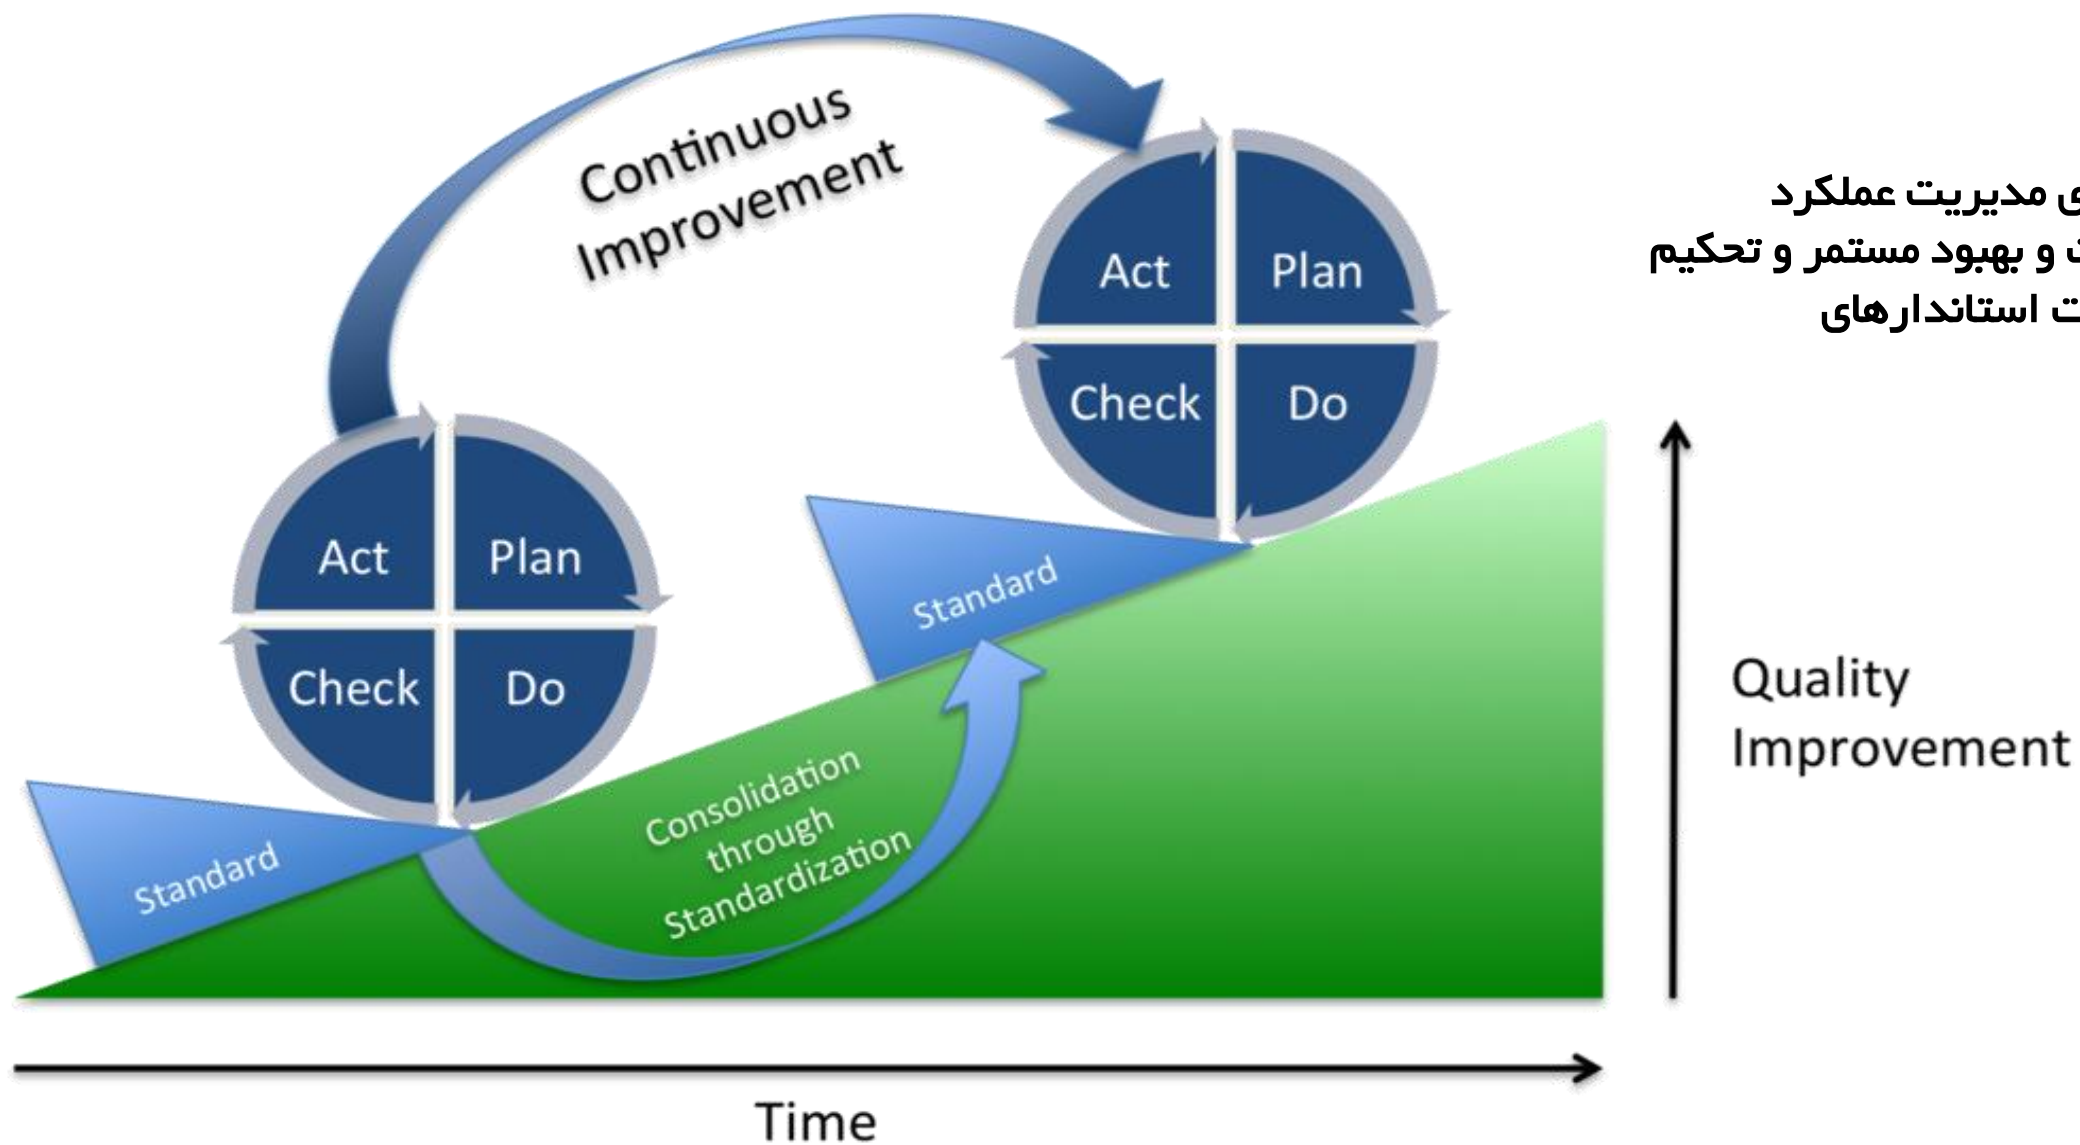 Continuous
Improvement
Act
Plan
Check
Do
مدیریت عملکرد
و بهبود مستمر و تحکیم
استاندارهای
Act
Plan
Check
Do
Standard
Quality
Improvement
Consolidation
through
Standardization
Standard
Time